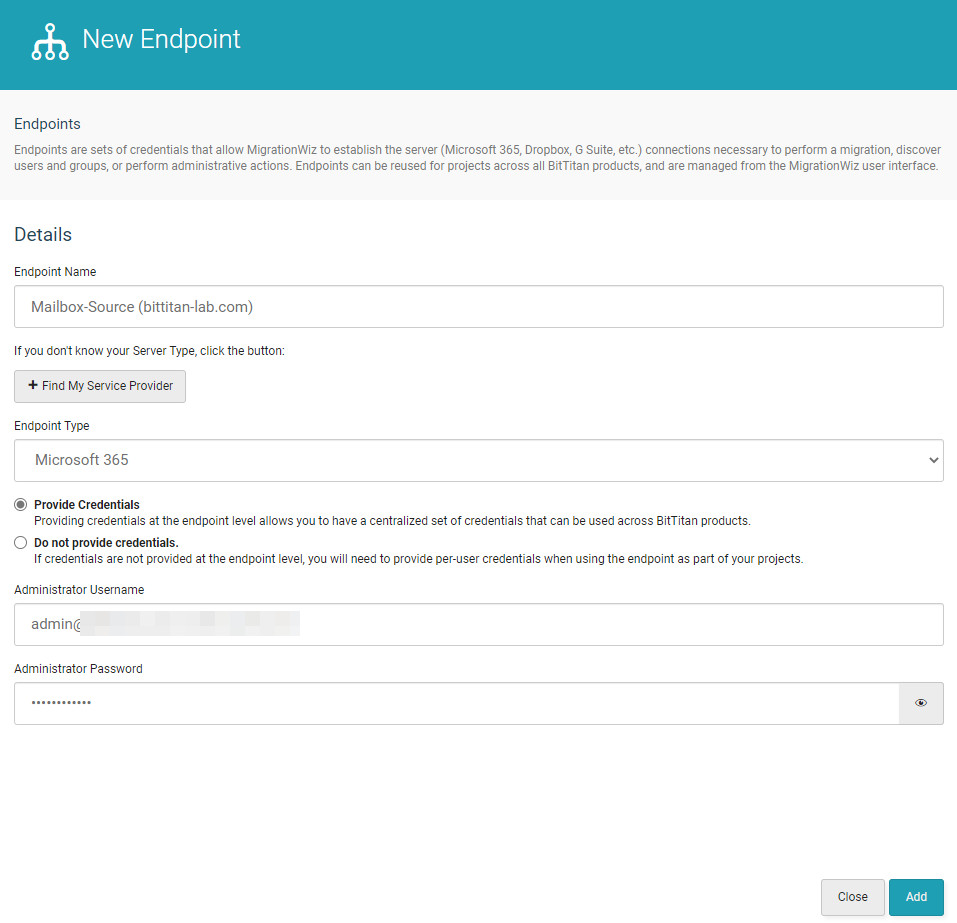 New Endpoint
Endpoints
Endpoints are sets of credentials that allow MigrationWiz to establish the server (Microsoft 365, Dropbox, G Suite, etc.) connections necessary to perform a migration, discover
users and groups, or perform administrative actions. Endpoints can be reused for projects across all BitTitan products, and are managed from the MigrationWiz user interface.
Details
Endpoint Name
Mailbox-Source (bittitan-lab.com)
If you don't know your Server Type, click the button:
+ Find My Service Provider
Endpoint Type
Microsoft 365
Provide Credentials
Providing credentials at the endpoint level allows you to have a centralized set of credentials that can be used across BitTitan products.
Do not provide credentials.
If credentials are not provided at the endpoint level, you will need to provide per-user credentials when using the endpoint as part of your projects.
Administrator Username
admin@
Administrator Password
••••••••••••
Close Add